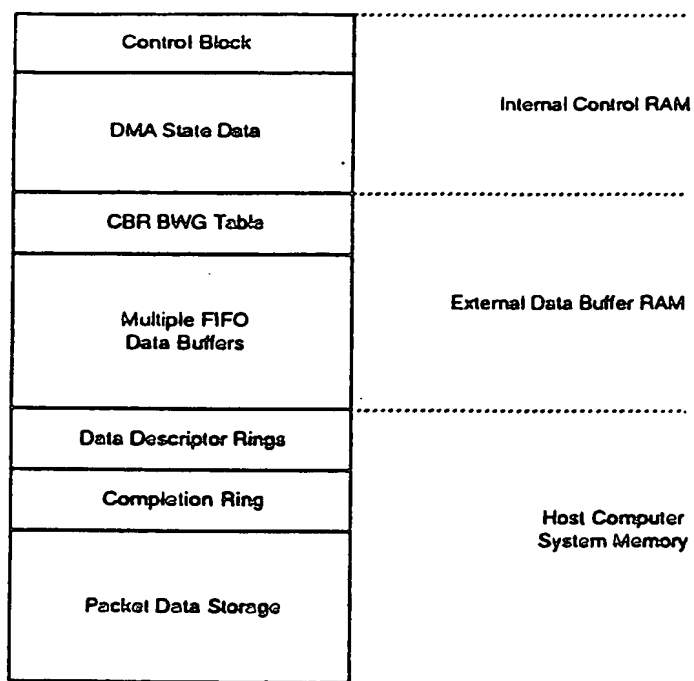 Control Block
Internal Control RAM
DMA State Data
CBR BWG Table
External Data Buffer RAM
Multiple FIFO
Data Buffers
Data Descriptor Rings
Completion Ring
Host Computer
System Memory
Packet Data Storage